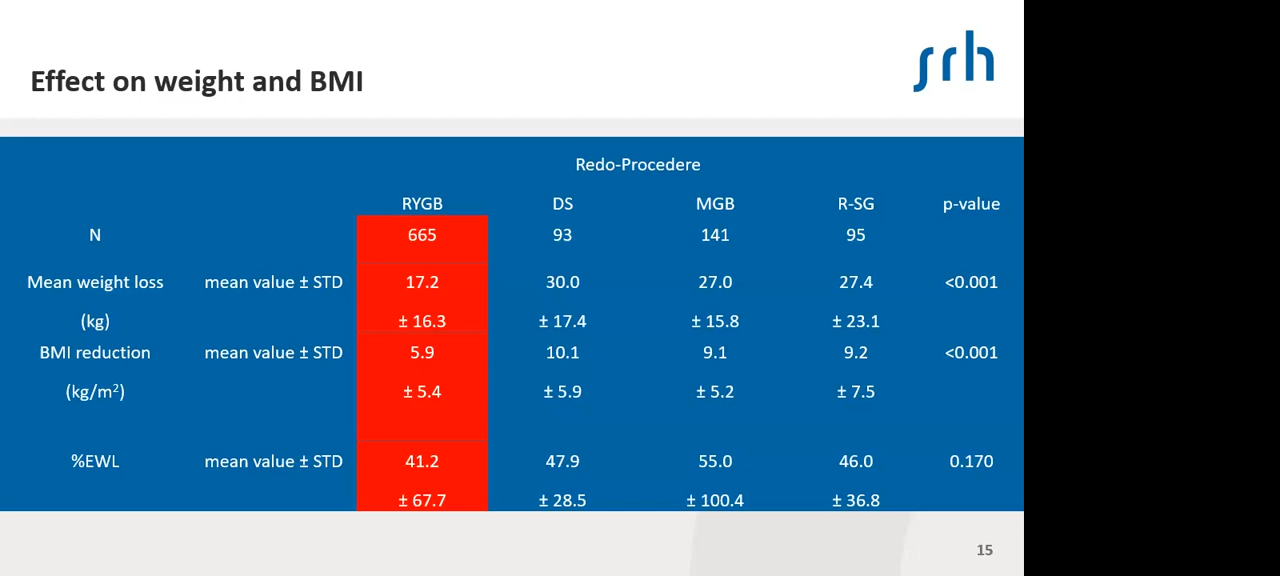 srh
Effect on weight and BMI
Redo-Procedere
RYGB DS MGB R-SG p-value
N 665 93 141 95
Mean weight loss mean value ± STD 17.2 30.0 27.0 27.4 <0.001
(kg) ± 16.3 ± 17.4 ± 15.8 ± 23.1
BMI reduction mean value ± STD 5.9 10.1 9.1 9.2 <0.001
(kg/m²) ± 5.4 ± 5.9 ± 5.2 ± 7.5
%EWL mean value ± STD 41.2 47.9 55.0 46.0 0.170
± 67.7 ± 28.5 ± 100.4 ± 36.8
15